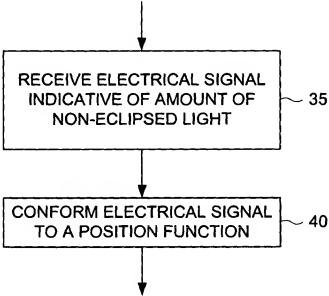 RECEIVE ELECTRICAL SIGNAL
INDICATIVE OF AMOUNT OF
NON-ECLIPSED LIGHT
35
CONFORM ELECTRICAL SIGNAL
TO A POSITION FUNCTION
40